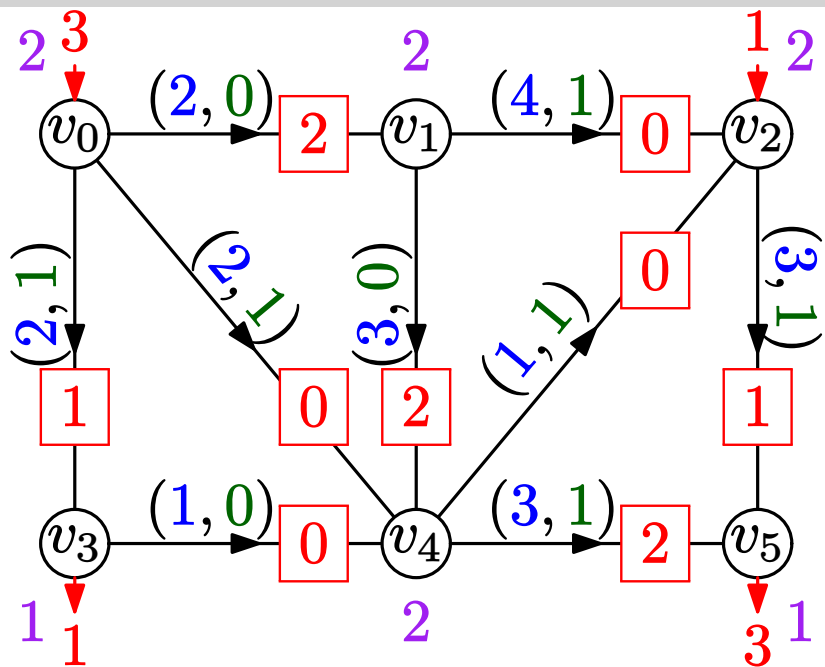 2 3 2 1 2
(2, 0) (4, 1)
v0 2 v1 0 v2
(2, 1) (2, 1) (3, 0) (1, 1) 0 (3, 1)
1 0 2 1
(1, 0) (3, 1)
v3 0 v4 2 v5
1 1 2 3 1